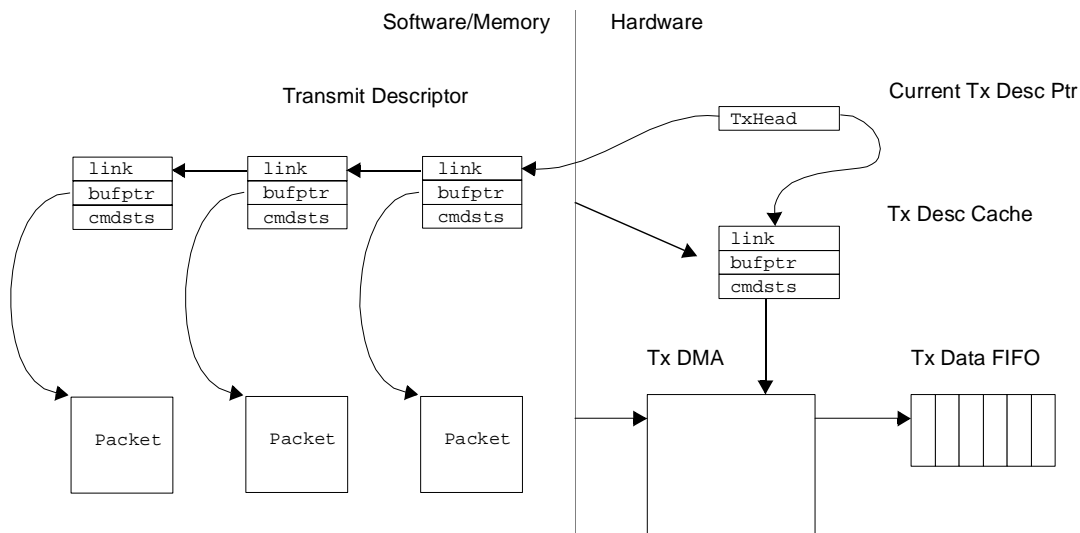 Software/Memory
Hardware
Transmit Descriptor
Current Tx Desc Ptr
TxHead
link
bufptr
cmdsts
link
bufptr
cmdsts
link
bufptr
cmdsts
Tx Desc Cache
link
bufptr
cmdsts
Tx DMA
Tx Data FIFO
Packet
Packet
Packet